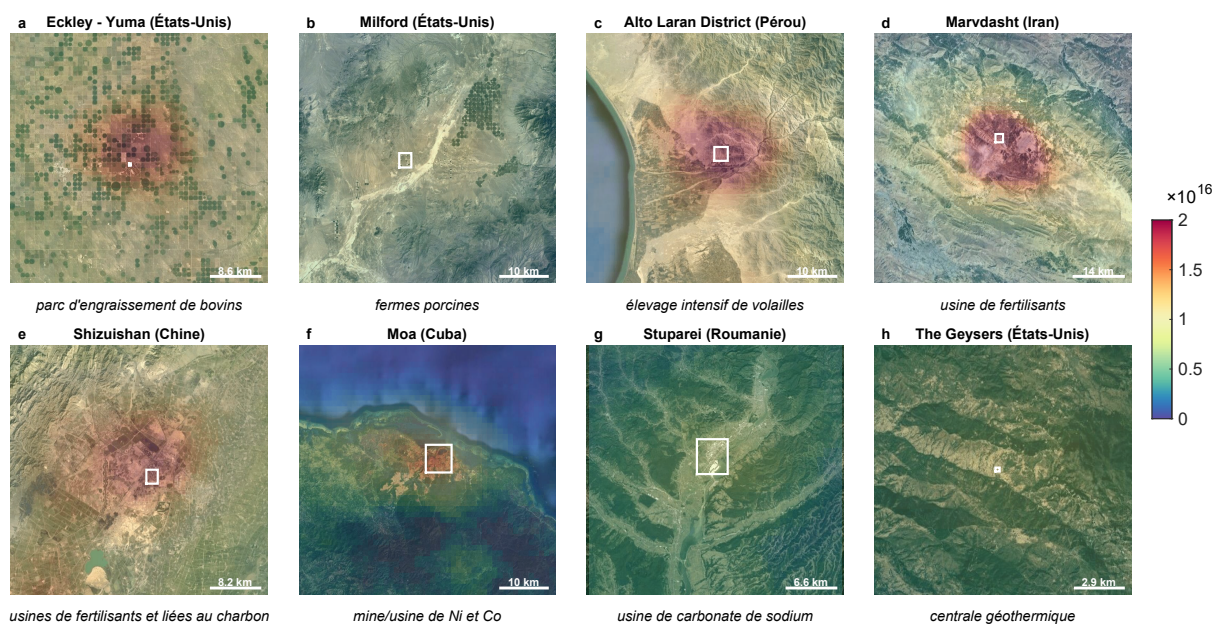 a Eckley - Yuma (États-Unis)
b Milford (États-Unis)
c Alto Laran District (Pérou)
d Marvdasht (Iran)
8.6 km
10 km
10 km
14 km
parc d'engraissement de bovins
fermes porcines
élevage intensif de volailles
usine de fertilisants
×10^16
2
1.5
1
0.5
0
e Shizuishan (Chine)
f Moa (Cuba)
g Stuparei (Roumanie)
h The Geysers (États-Unis)
8.2 km
10 km
6.6 km
2.9 km
usines de fertilisants et liées au charbon
mine/usine de Ni et Co
usine de carbonate de sodium
centrale géothermique